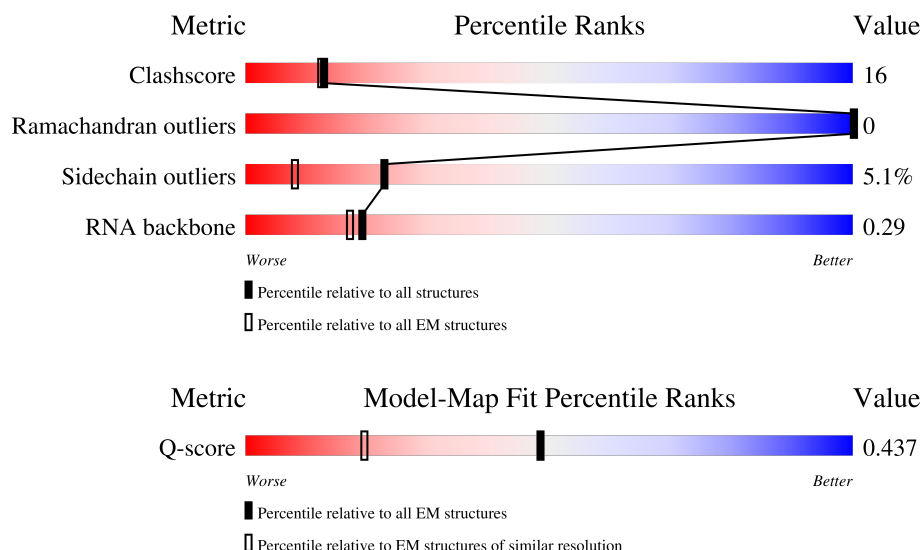 Metric Percentile Ranks Value
Clashscore 16
Ramachandran outliers 0
Sidechain outliers 5.1%
RNA backbone 0.29
Worse Better
Percentile relative to all structures
Percentile relative to all EM structures
Metric Model-Map Fit Percentile Ranks Value
Q-score 0.437
Worse Better
Percentile relative to all EM structures
Percentile relative to EM structures of similar resolution